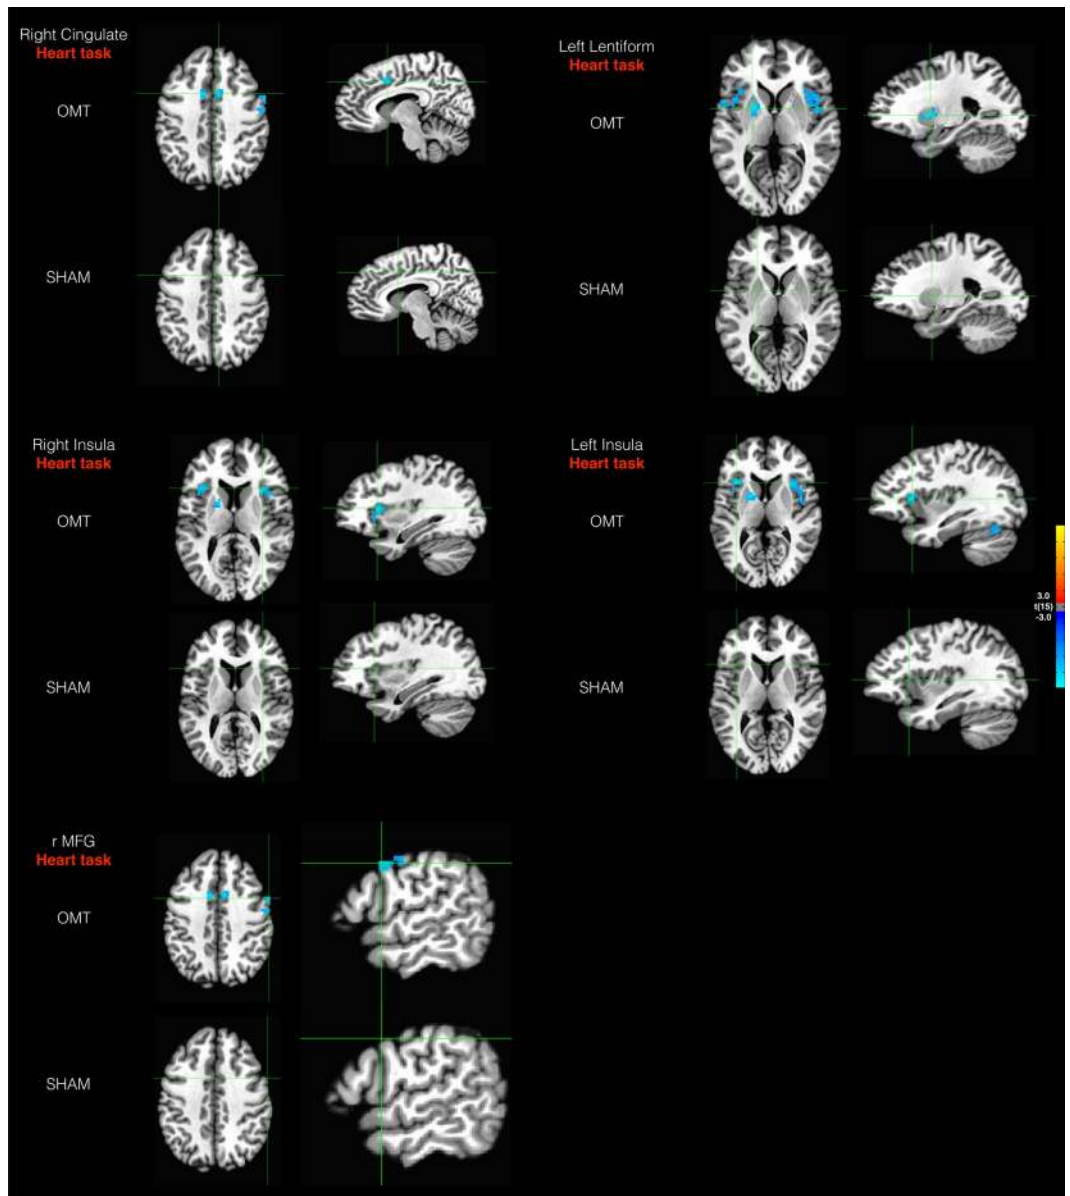 Right Cingulate
Heart task
OMT
SHAM
Left Lentiform
Heart task
OMT
SHAM
Right Insula
Heart task
OMT
SHAM
Left Insula
Heart task
OMT
SHAM
3.0
t(15)
-3.0
r MFG
Heart task
OMT
SHAM